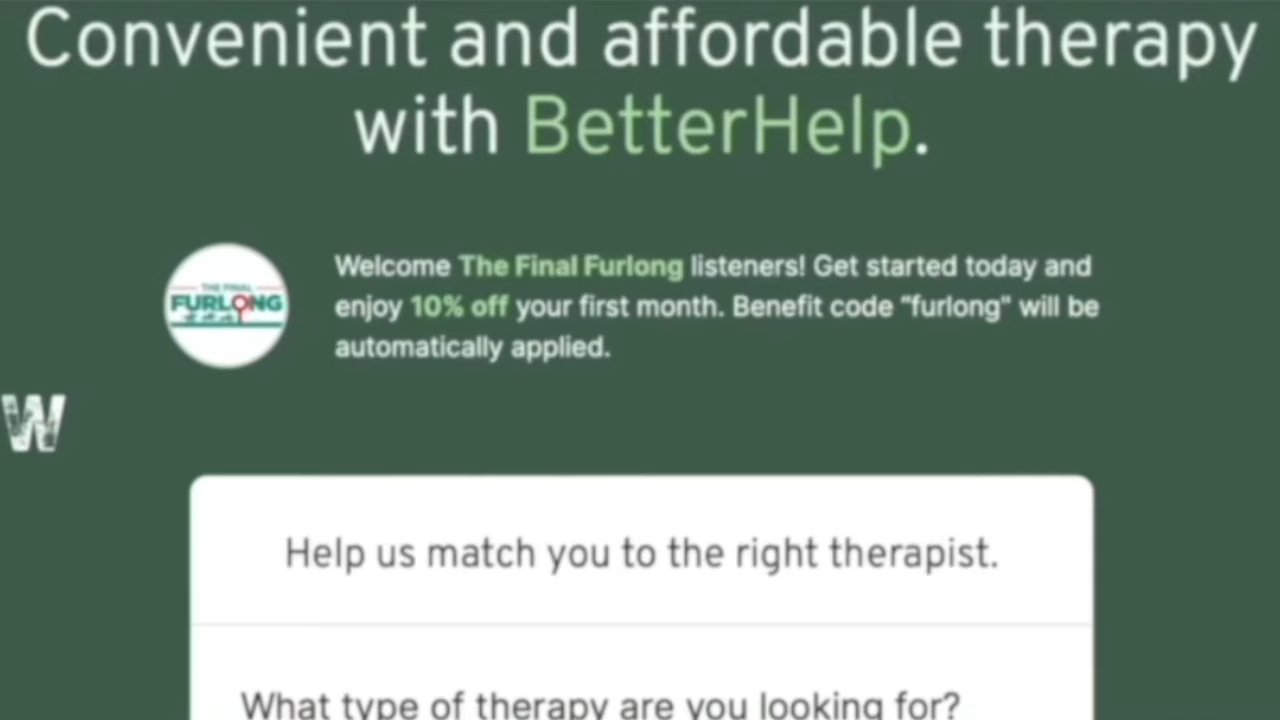 Convenient and affordable therapy
with BetterHelp.
Welcome The Final Furlong listeners! Get started today and
enjoy 10% off your first month. Benefit code "furlong" will be
automatically applied.
THE FINAL
FURLONG
W
Help us match you to the right therapist.
What type of therapy are you looking for?